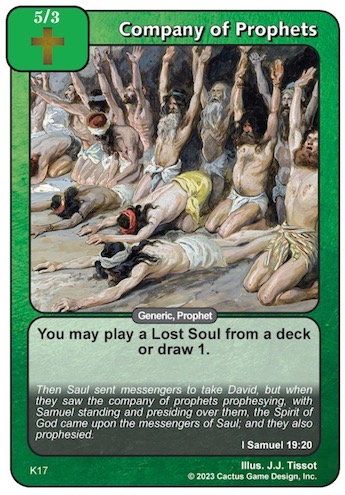 5/3
Company of Prophets
Generic, Prophet
You may play a Lost Soul from a deck
or draw 1.
Then Saul sent messengers to take David, but when
they saw the company of prophets prophesying, with
Samuel standing and presiding over them, the Spirit of
God came upon the messengers of Saul; and they also
prophesied.
I Samuel 19:20
Illus. J.J. Tissot
K17
© 2023 Cactus Game Design, Inc.